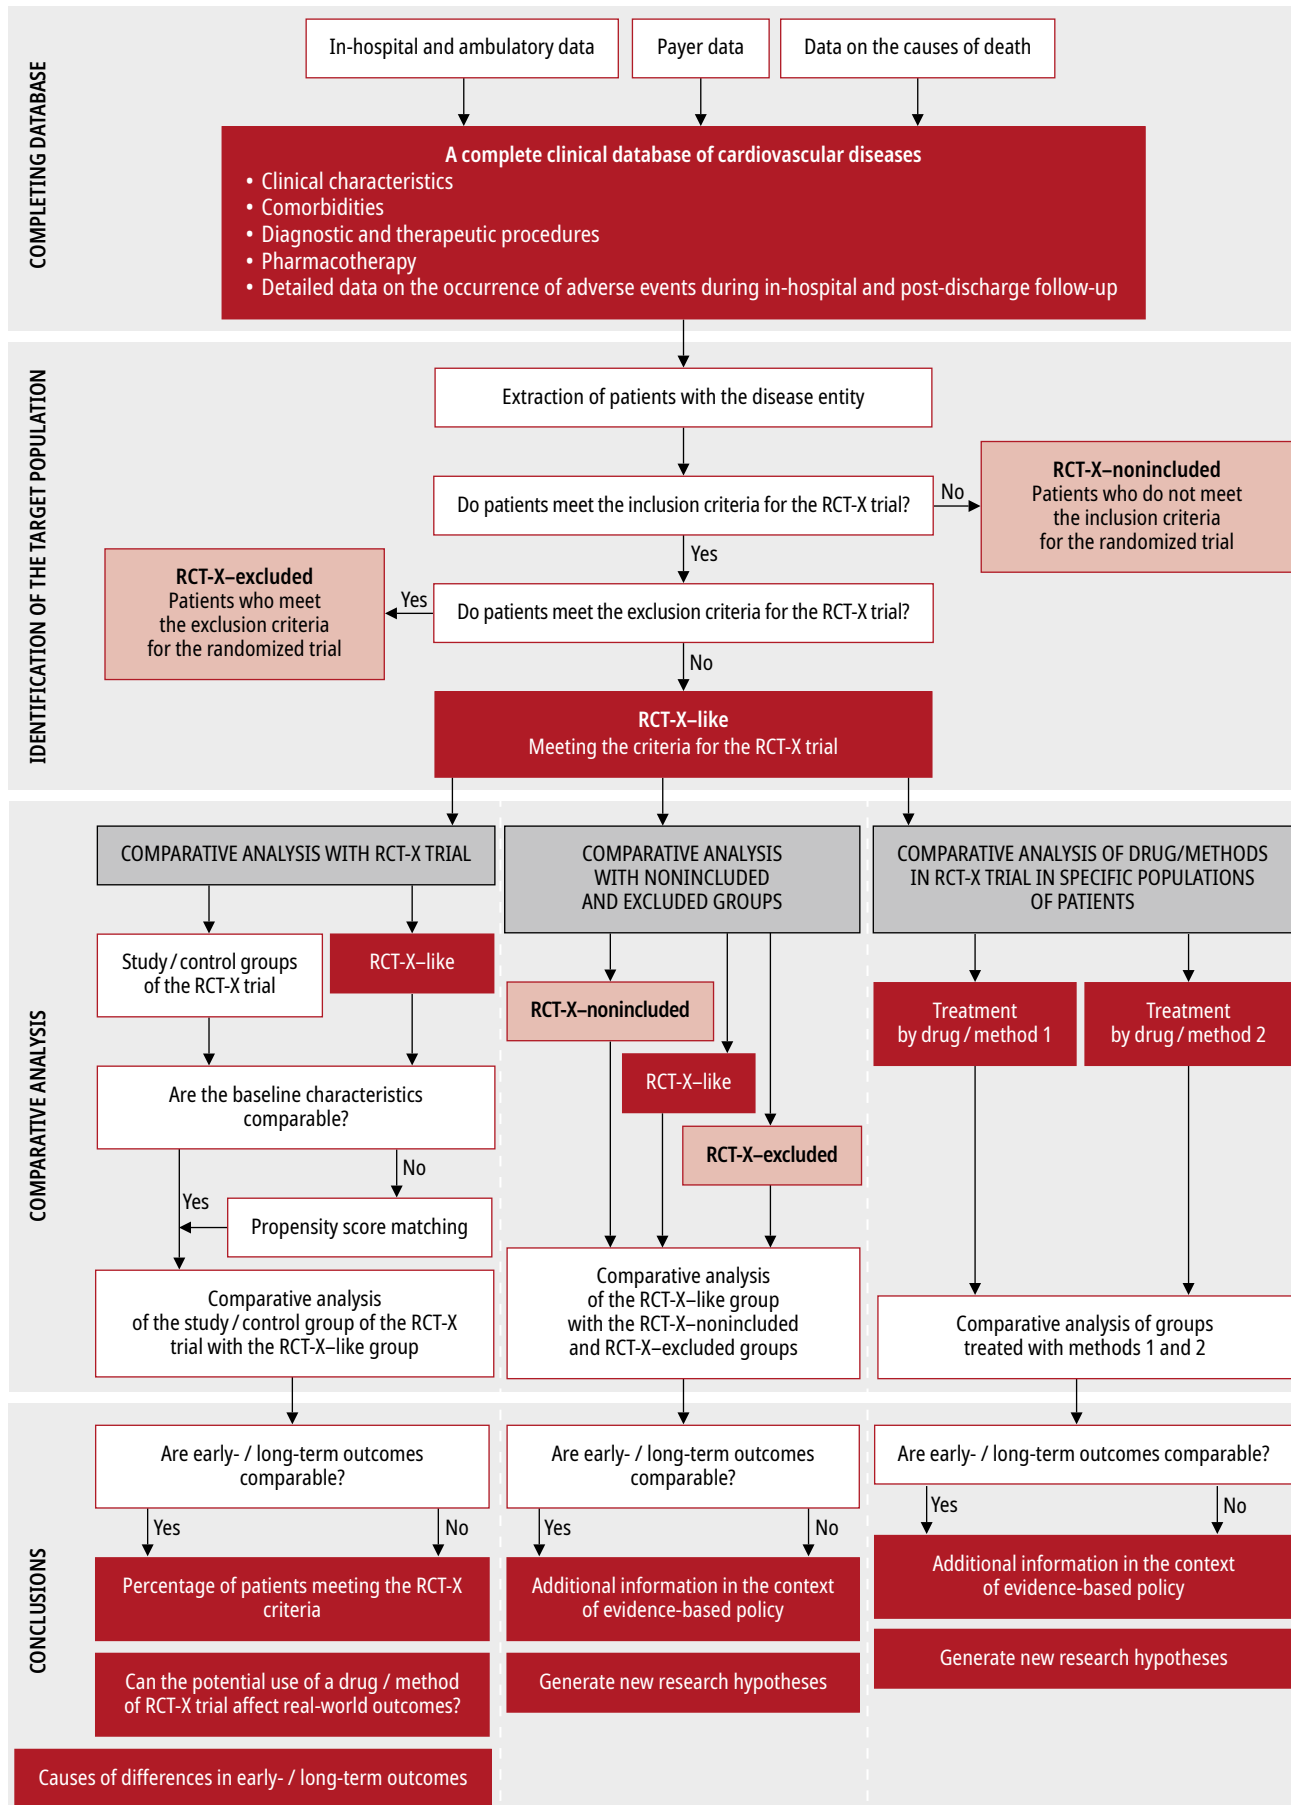 COMPLETING DATABASE
In-hospital and ambulatory data
Payer data
Data on the causes of death
A complete clinical database of cardiovascular diseases
• Clinical characteristics
• Comorbidities
• Diagnostic and therapeutic procedures
• Pharmacotherapy
• Detailed data on the occurrence of adverse events during in-hospital and post-discharge follow-up
IDENTIFICATION OF THE TARGET POPULATION
Extraction of patients with the disease entity
Do patients meet the inclusion criteria for the RCT-X trial?
No
RCT-X–nonincluded
Patients who do not meet
the inclusion criteria
for the randomized trial
Yes
Do patients meet the exclusion criteria for the RCT-X trial?
Yes
RCT-X–excluded
Patients who meet
the exclusion criteria
for the randomized trial
No
RCT-X–like
Meeting the criteria for the RCT-X trial
COMPARATIVE ANALYSIS
COMPARATIVE ANALYSIS WITH RCT-X TRIAL
Study / control groups
of the RCT-X trial
RCT-X–like
Are the baseline characteristics
comparable?
No
Yes
Propensity score matching
Comparative analysis
of the study / control group of the RCT-X
trial with the RCT-X–like group
COMPARATIVE ANALYSIS
WITH NONINCLUDED
AND EXCLUDED GROUPS
RCT-X–nonincluded
RCT-X–like
RCT-X–excluded
Comparative analysis
of the RCT-X–like group
with the RCT-X–nonincluded
and RCT-X–excluded groups
COMPARATIVE ANALYSIS OF DRUG/METHODS
IN RCT-X TRIAL IN SPECIFIC POPULATIONS
OF PATIENTS
Treatment
by drug / method 1
Treatment
by drug / method 2
Comparative analysis of groups
treated with methods 1 and 2
CONCLUSIONS
Are early- / long-term outcomes
comparable?
Yes
No
Percentage of patients meeting the RCT-X
criteria
Can the potential use of a drug / method
of RCT-X trial affect real-world outcomes?
Causes of differences in early- / long-term outcomes
Are early- / long-term outcomes
comparable?
Yes
No
Additional information in the context
of evidence-based policy
Generate new research hypotheses
Are early- / long-term outcomes comparable?
Yes
No
Additional information in the context
of evidence-based policy
Generate new research hypotheses